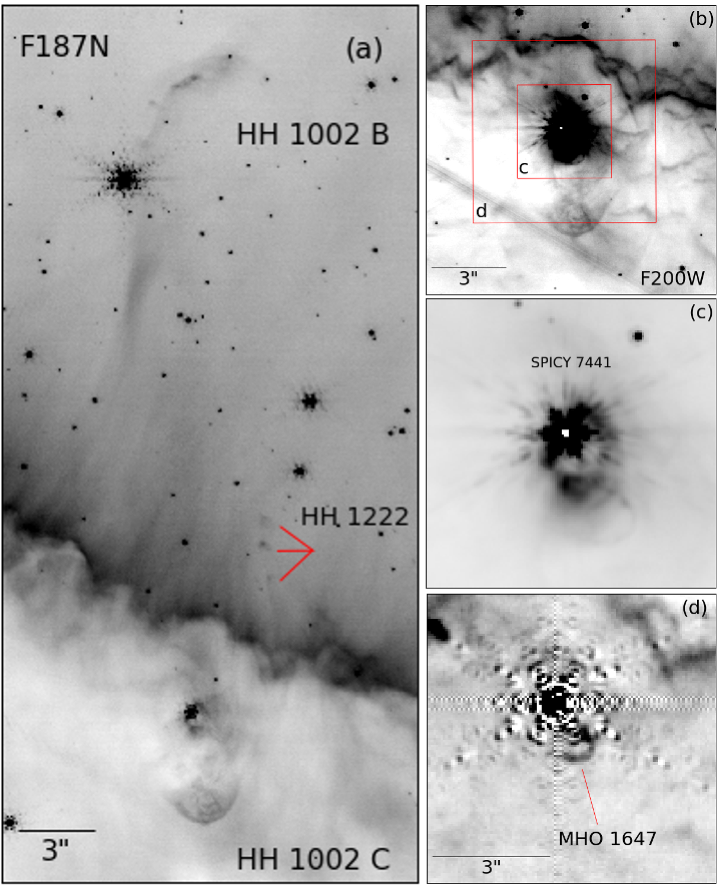 F187N
(a)
HH 1002 B
HH 1222
3"
HH 1002 C
(b)
c
d
3"
F200W
(c)
SPICY 7441
(d)
MHO 1647
3"